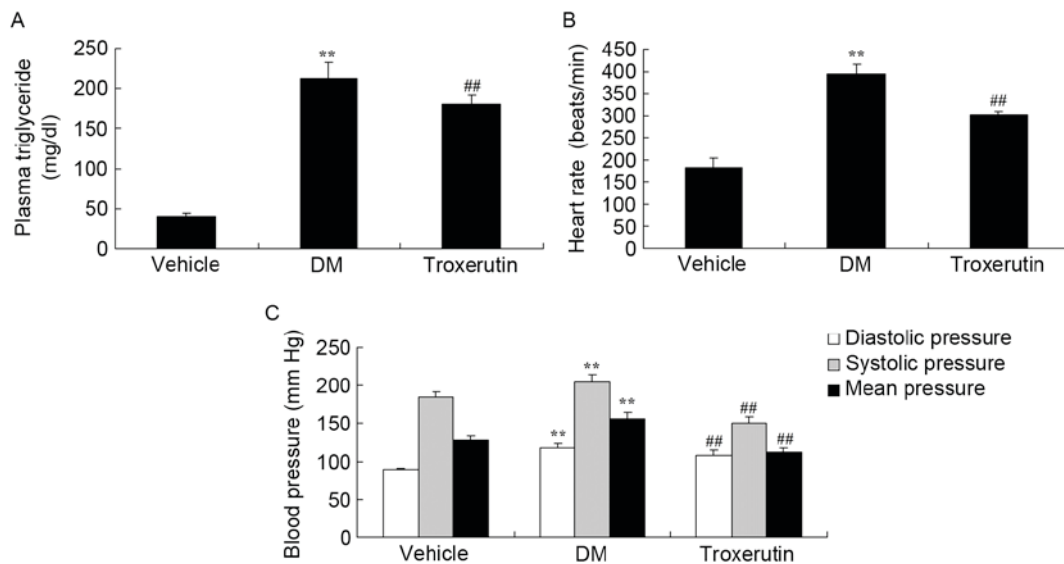 A
Plasma triglyceride
(mg/dl)
250
200
150
100
50
0
**
##
Vehicle DM Troxerutin
B
Heart rate (beats/min)
450
400
350
300
250
200
180
150
100
50
0
**
##
Vehicle DM Troxerutin
C
Blood pressure (mm Hg)
250
200
150
100
50
0
**
**
**
##
##
##
Vehicle DM Troxerutin
Diastolic pressure
Systolic pressure
Mean pressure